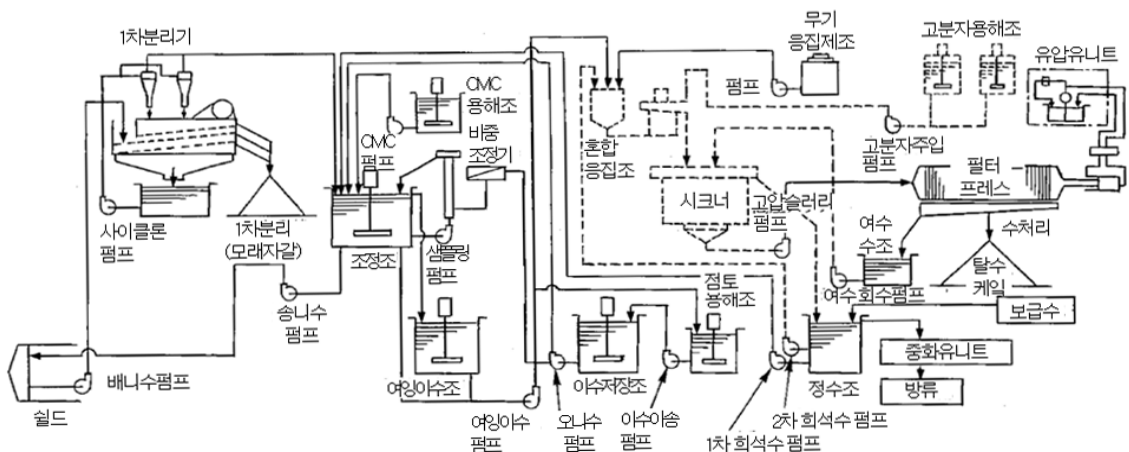 1차분리기
사이클론
펌프
1차분리
(모래자갈)
송니수
펌프
배니수펌프
쉴드
CMC
용해조
CMC
펌프
비중
조정기
조정조
샘플링
펌프
여잉이수조
여잉이수
펌프
오니수
펌프
이수저장조
이수이송
펌프
점토
용해조
1차 희석수 펌프
2차 희석수 펌프
정수조
무기
응집제조
펌프
혼합
응집조
시크너
고압슬러리
펌프
고분자용해조
고분자주입
펌프
유압유니트
필터
프레스
여수
수조
여수 회수펌프
수처리
탈수
케일
보급수
중화유니트
방류